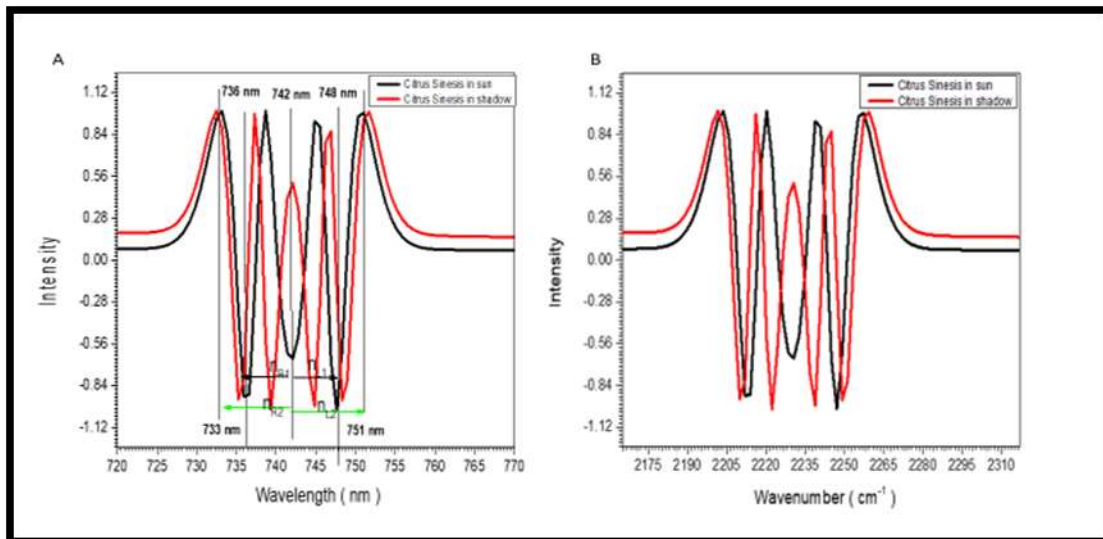 A
Citrus Sinesis in sun
Citrus Sinesis in shadow
736 nm
742 nm
748 nm
1.12
0.84
0.56
0.28
0.00
-0.28
-0.56
-0.84
-1.12
Intensity
733 nm
751 nm
720 725 730 735 740 745 750 755 760 765 770
Wavelength ( nm )
B
Citrus Sinesis in sun
Citrus Sinesis in shadow
1.12
0.84
0.56
0.28
0.00
-0.28
-0.56
-0.84
-1.12
Intensity
2175 2190 2205 2220 2235 2250 2265 2280 2295 2310
Wavenumber ( cm⁻¹ )